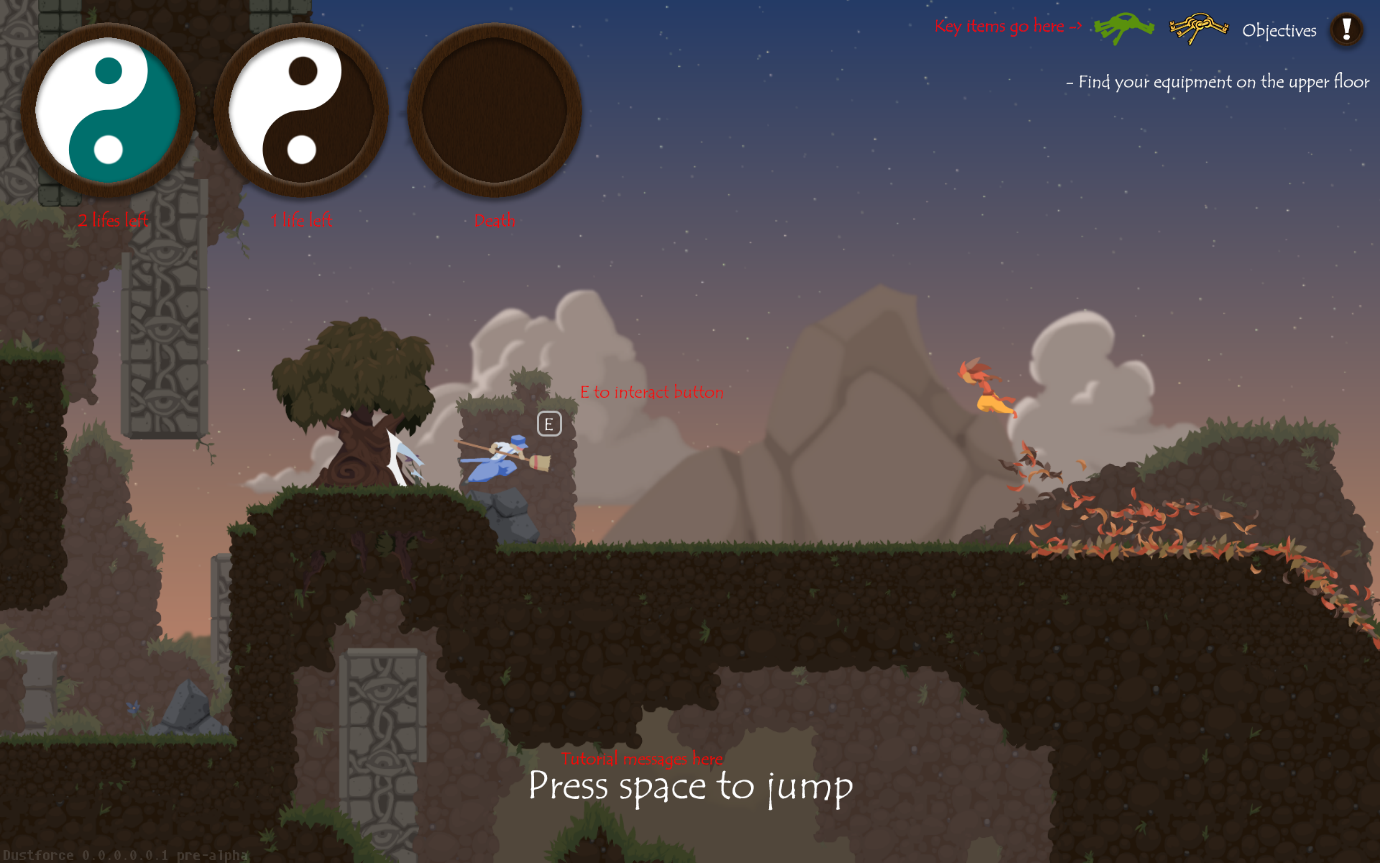 Key items go here ->
Objectives
!
- Find your equipment on the upper floor
2 lifes left
1 life left
Death
E to interact button
E
Tutorial messages here
Press space to jump
Dustforce 0.0.0.0.0.1 pre-alpha